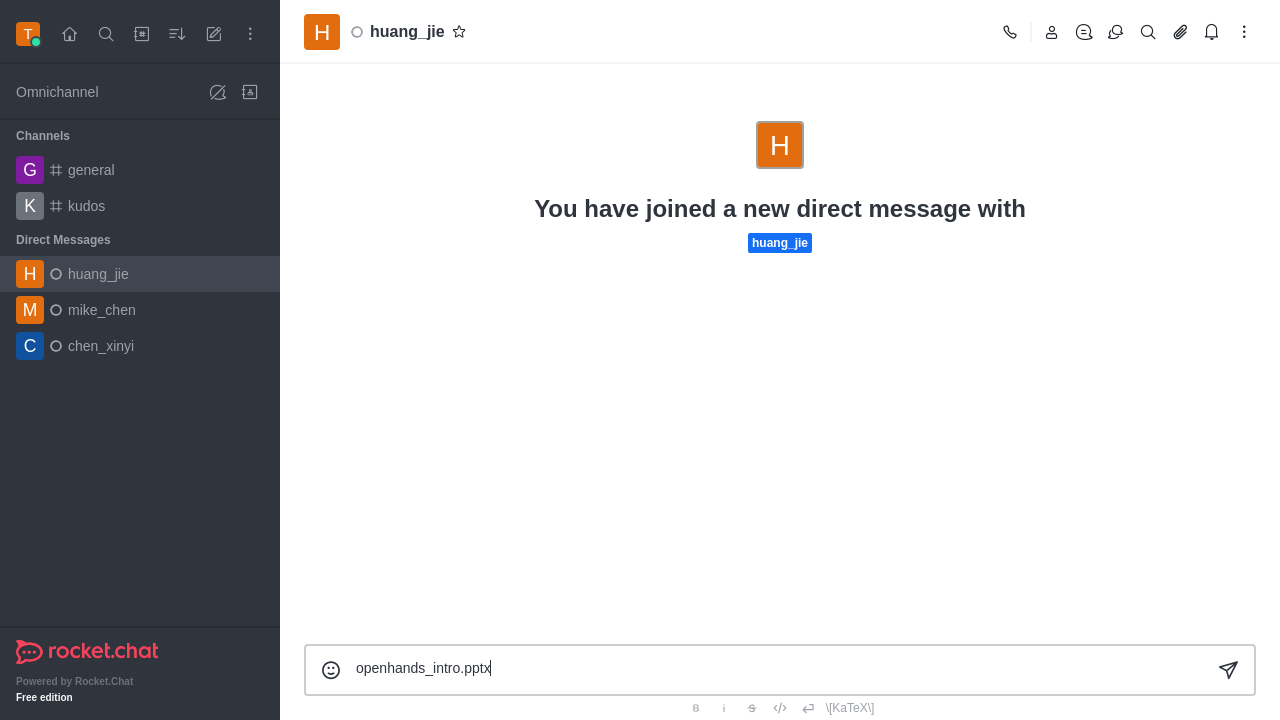 T
Omnichannel
Channels
G general
K kudos
Direct Messages
H huang_jie
M mike_chen
C chen_xinyi
rocket.chat
Powered by Rocket.Chat
Free edition
H huang_jie
H
You have joined a new direct message with
huang_jie
openhands_intro.pptx
B i S \[KaTeX\]